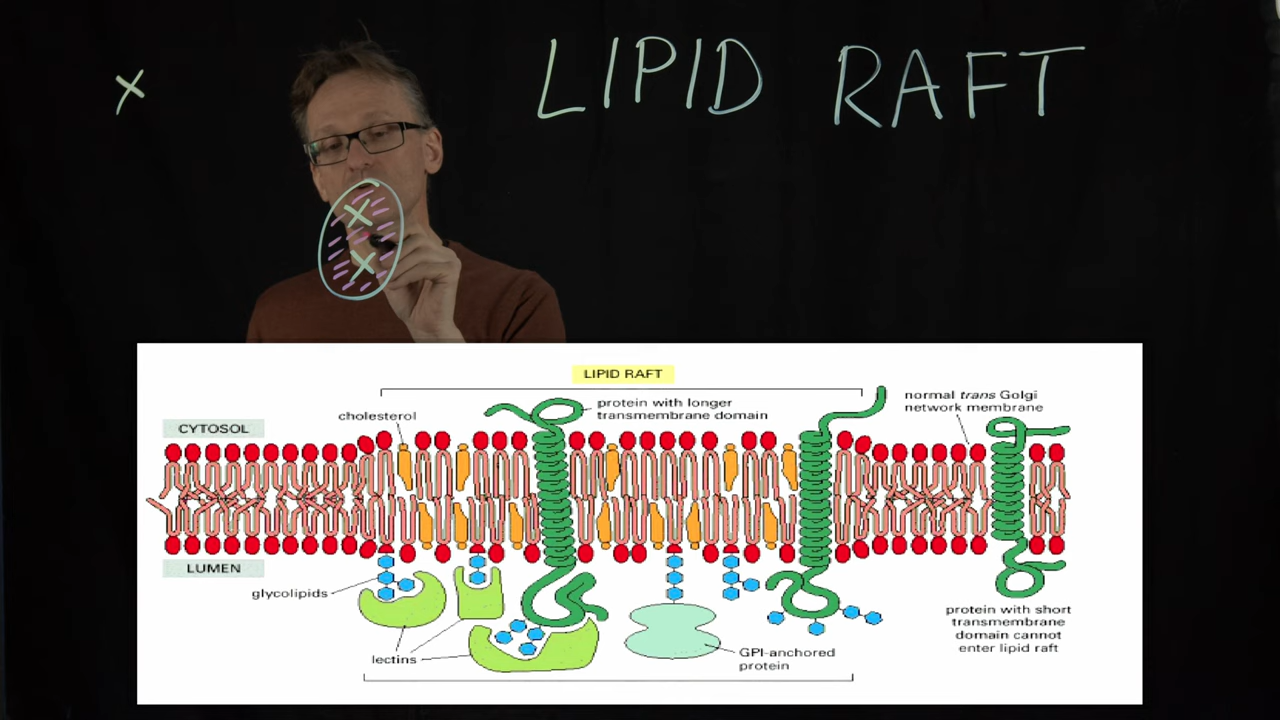 X
LIPID RAFT
X
X
LIPID RAFT
cholesterol
protein with longer
transmembrane domain
normal trans Golgi
network membrane
CYTOSOL
LUMEN
glycolipids
lectins
GPI-anchored
protein
protein with short
transmembrane
domain cannot
enter lipid raft